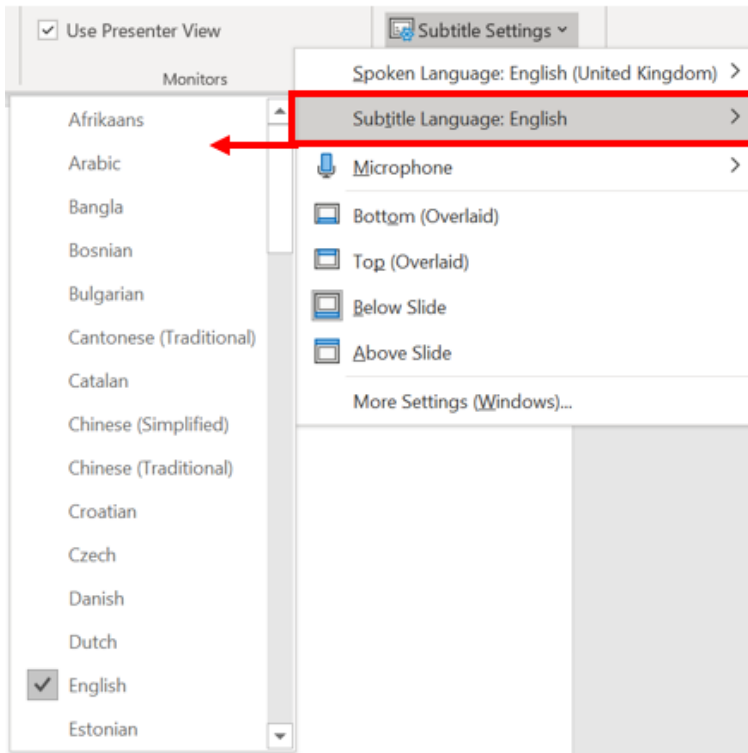 Use Presenter View
Subtitle Settings
Monitors
Spoken Language: English (United Kingdom)
Subtitle Language: English
Microphone
Bottom (Overlaid)
Top (Overlaid)
Below Slide
Above Slide
More Settings (Windows)...
Afrikaans
Arabic
Bangla
Bosnian
Bulgarian
Cantonese (Traditional)
Catalan
Chinese (Simplified)
Chinese (Traditional)
Croatian
Czech
Danish
Dutch
English
Estonian